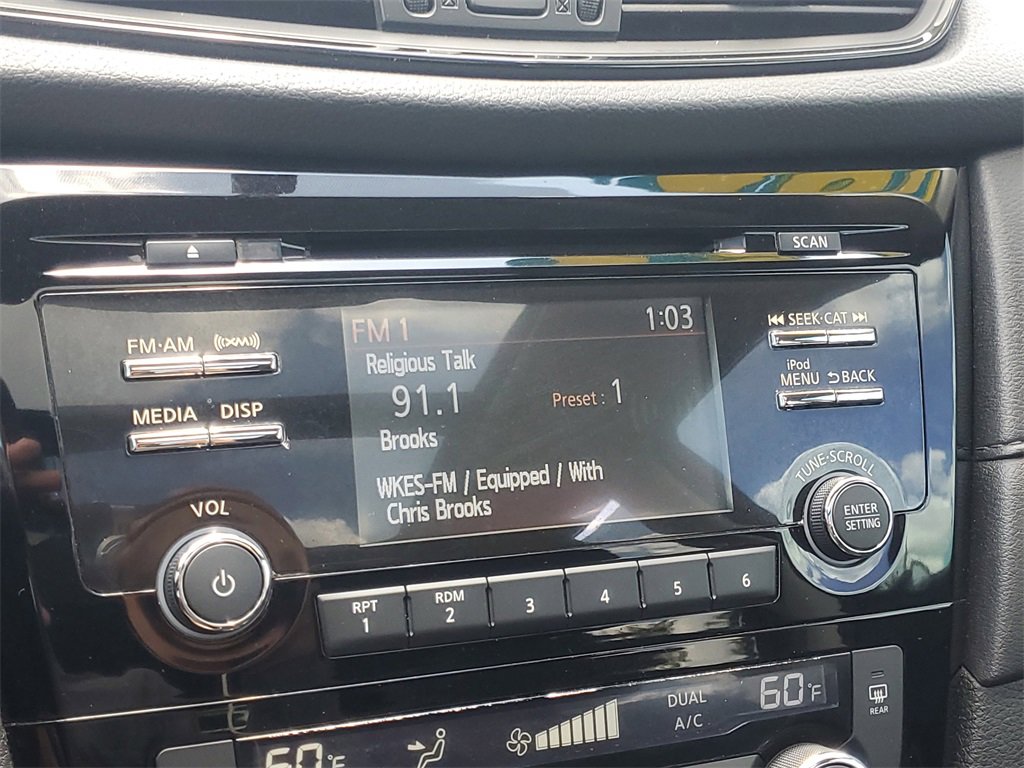 SCAN
FM·AM
((XM))
MEDIA
DISP
VOL
FM 1
1:03
Religious Talk
91.1
Preset : 1
Brooks
WKES-FM / Equipped / With
Chris Brooks
SEEK·CAT
iPod
MENU
BACK
TUNE·SCROLL
ENTER
SETTING
RPT
1
RDM
2
3
4
5
6
60°F
DUAL
A/C
60°F
REAR